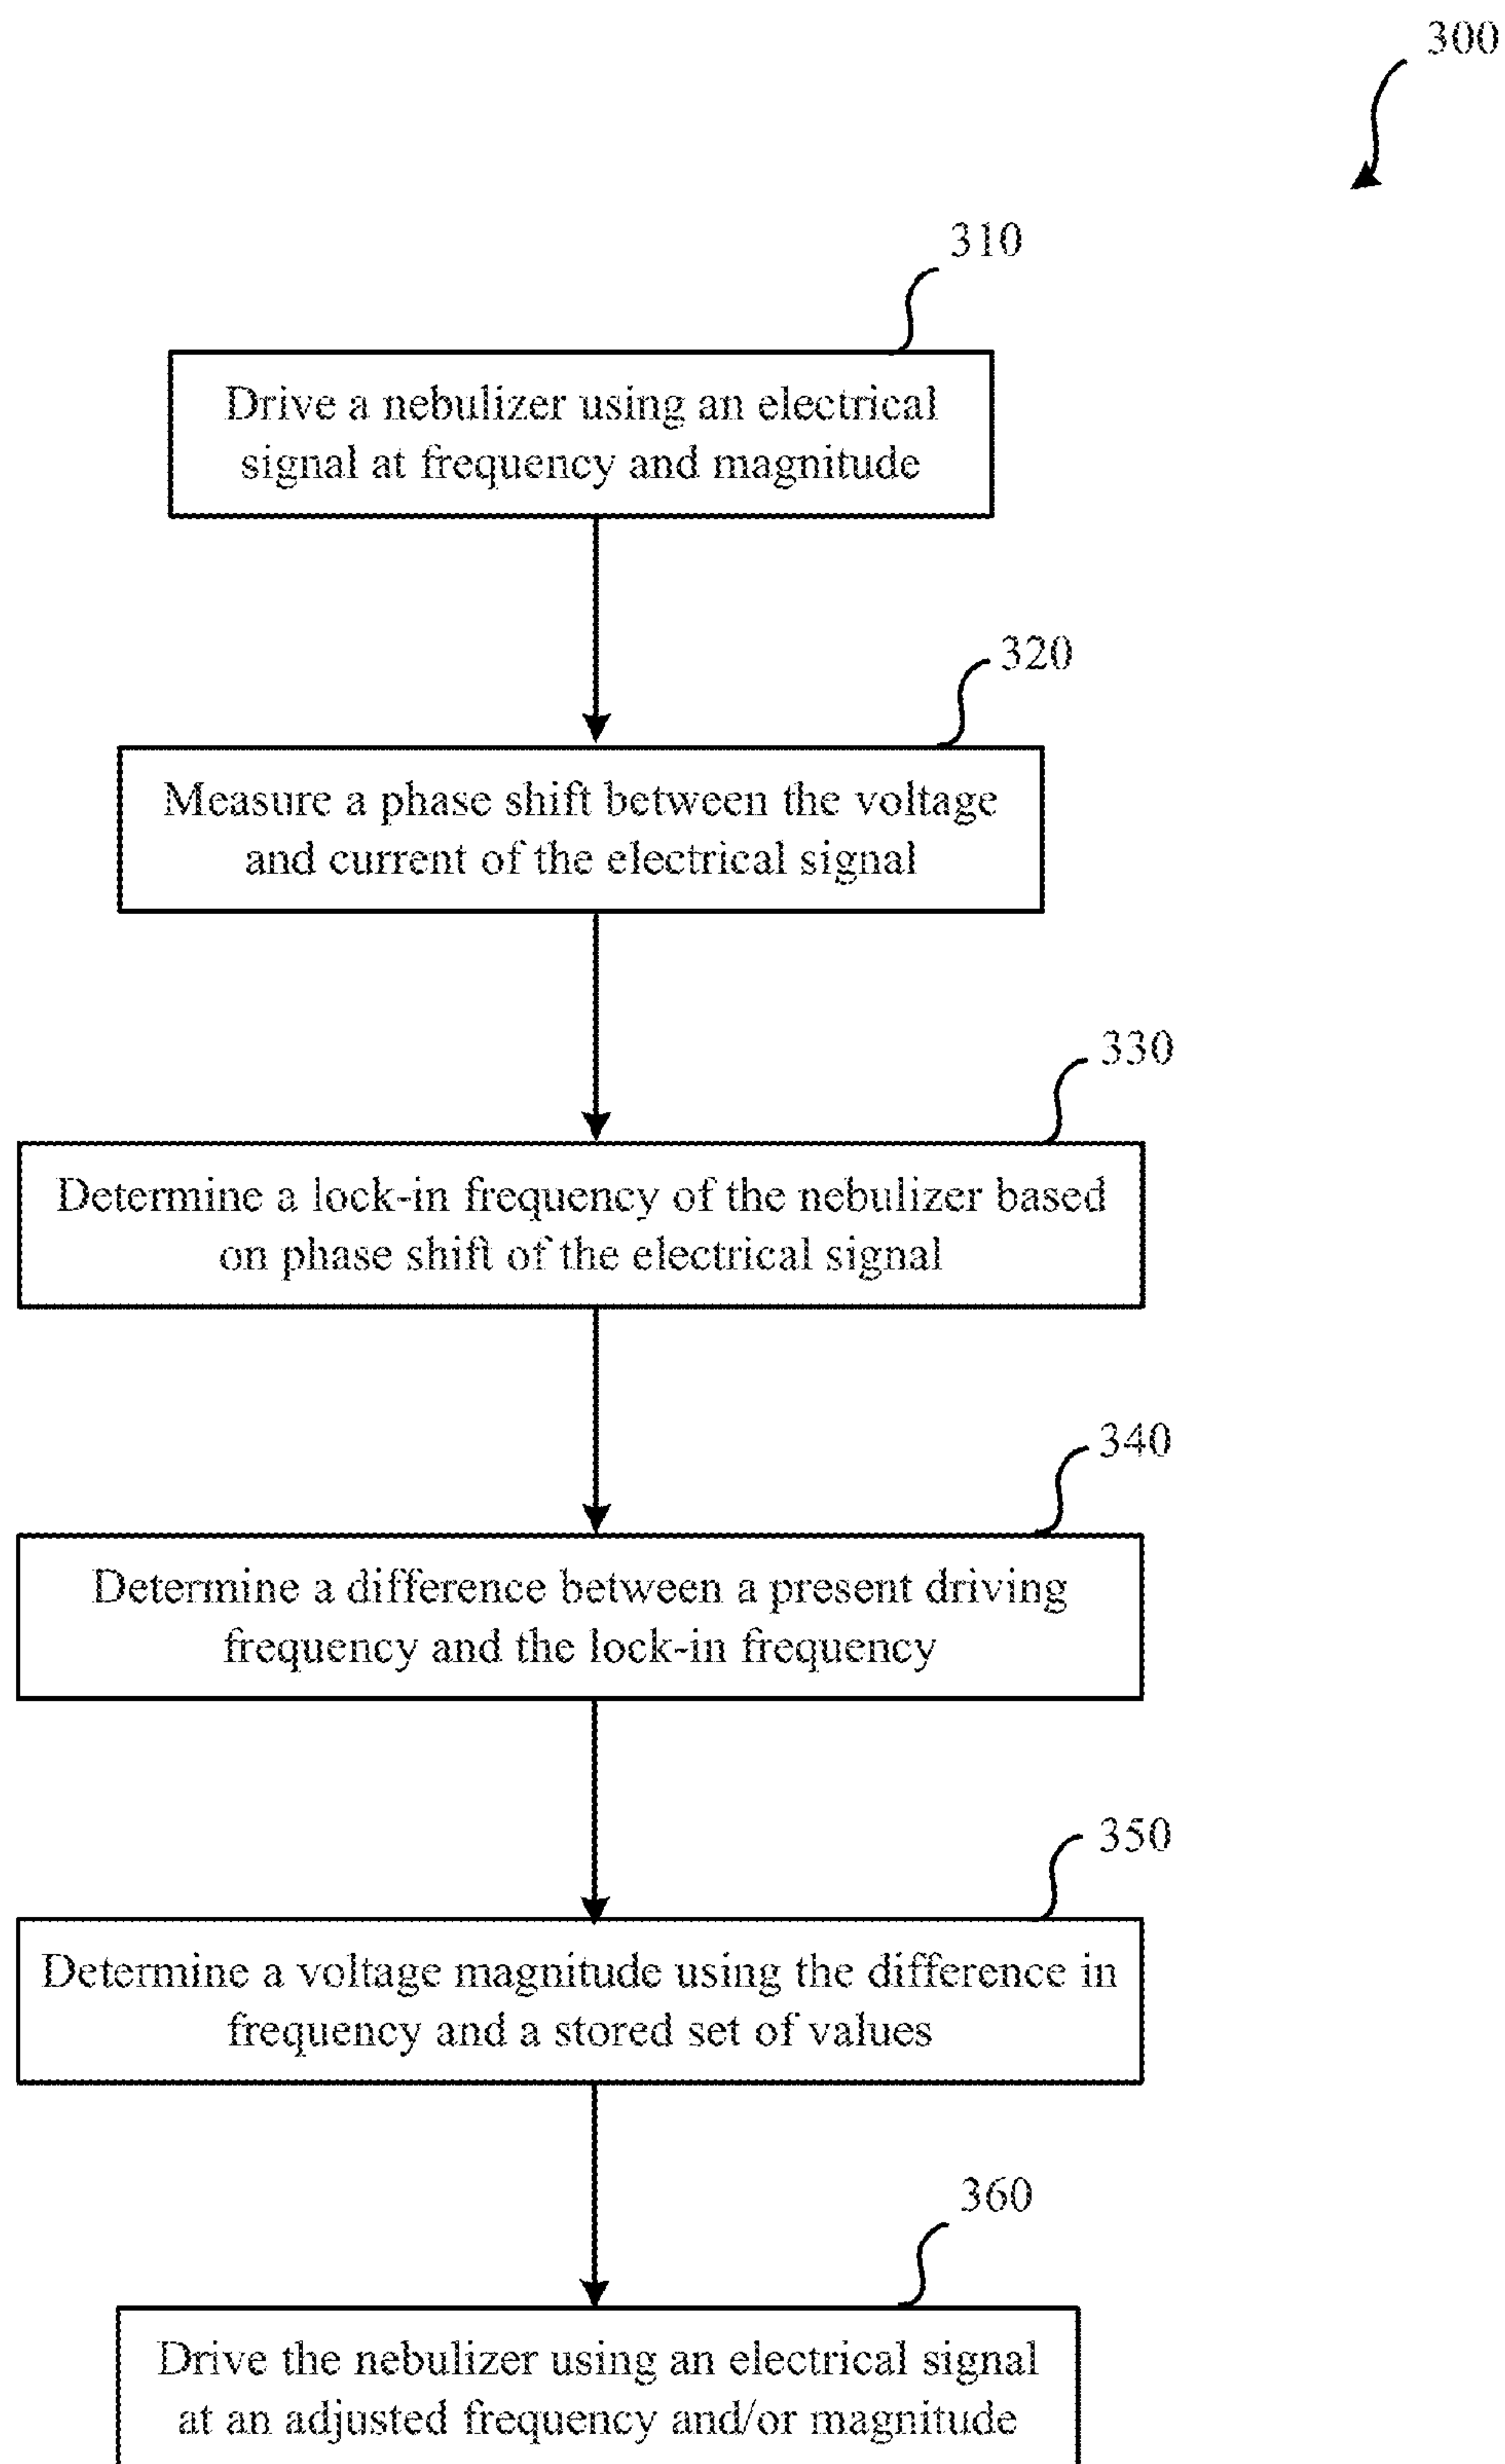 300
310
Drive a nebulizer using an electrical
signal at frequency and magnitude
320
Measure a phase shift between the voltage
and current of the electrical signal
330
Determine a lock-in frequency of the nebulizer based
on phase shift of the electrical signal
340
Determine a difference between a present driving
frequency and the lock-in frequency
350
Determine a voltage magnitude using the difference in
frequency and a stored set of values
360
Drive the nebulizer using an electrical signal
at an adjusted frequency and/or magnitude